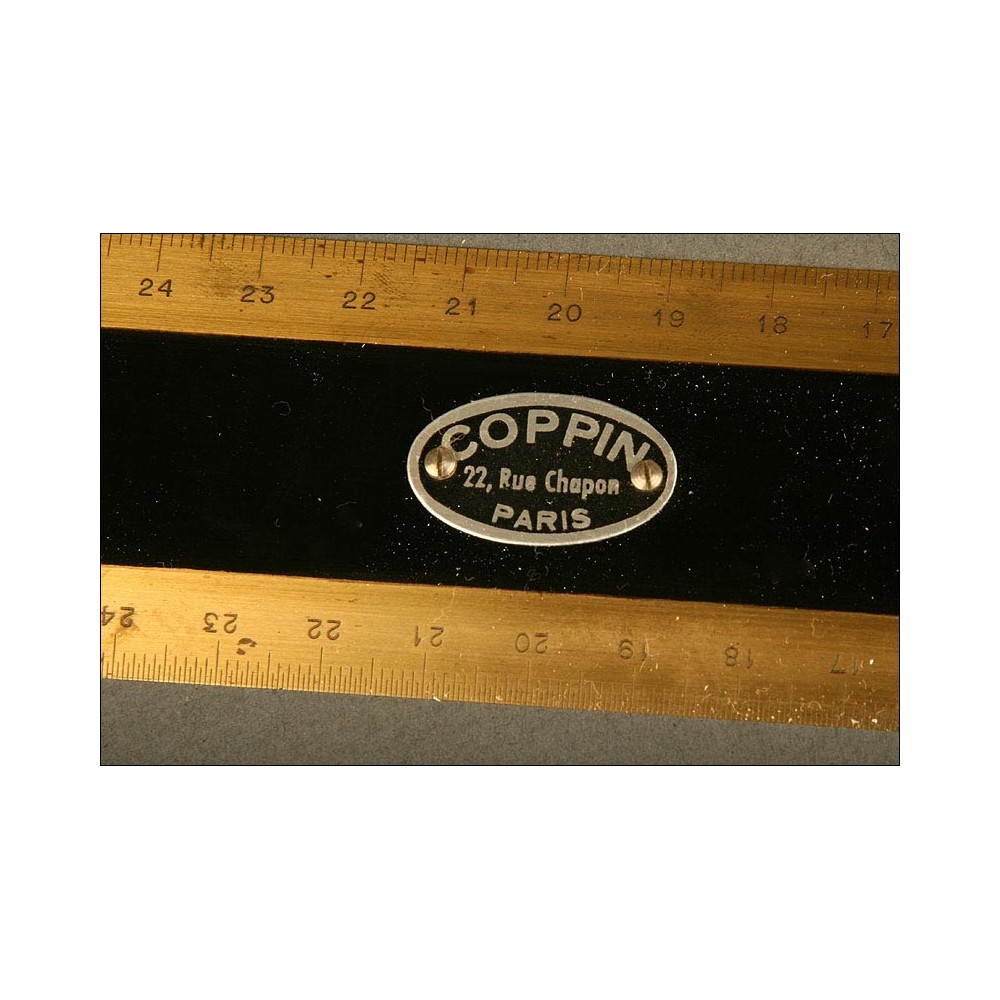 24 23 22 21 20 19 18 17
COPPIN
22, Rue Chapon
PARIS
24 23 22 21 20 19 18 17